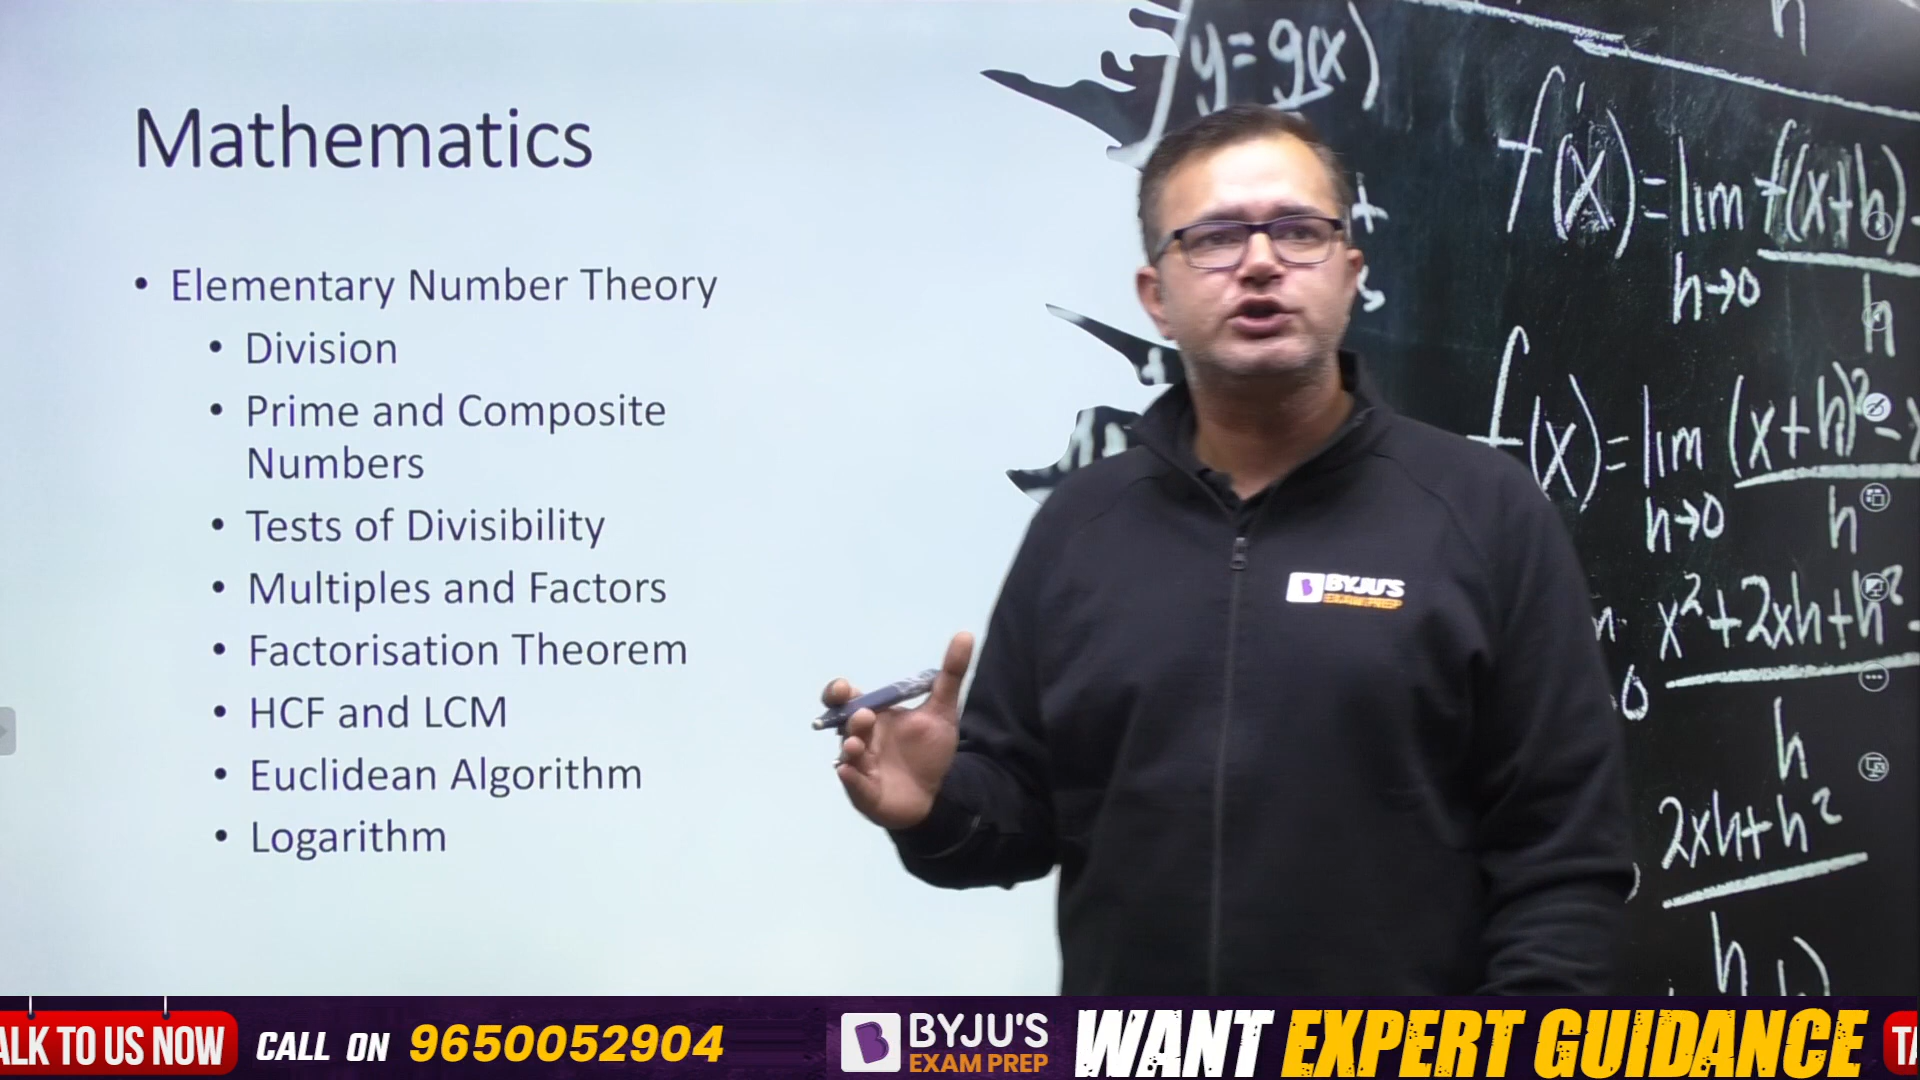 Mathematics
• Elementary Number Theory
• Division
• Prime and Composite
Numbers
• Tests of Divisibility
• Multiples and Factors
• Factorisation Theorem
• HCF and LCM
• Euclidean Algorithm
• Logarithm
y = g(x)
f'(x) = lim f(x+h)
h→0 h
f(x) = lim (x+h)² -
h→0 h
x² + 2xh + h²
0 h
2xh + h²
h
BYJU'S
EXAM PREP
ALK TO US NOW CALL ON 9650052904 BYJU'S EXAM PREP WANT EXPERT GUIDANCE TA